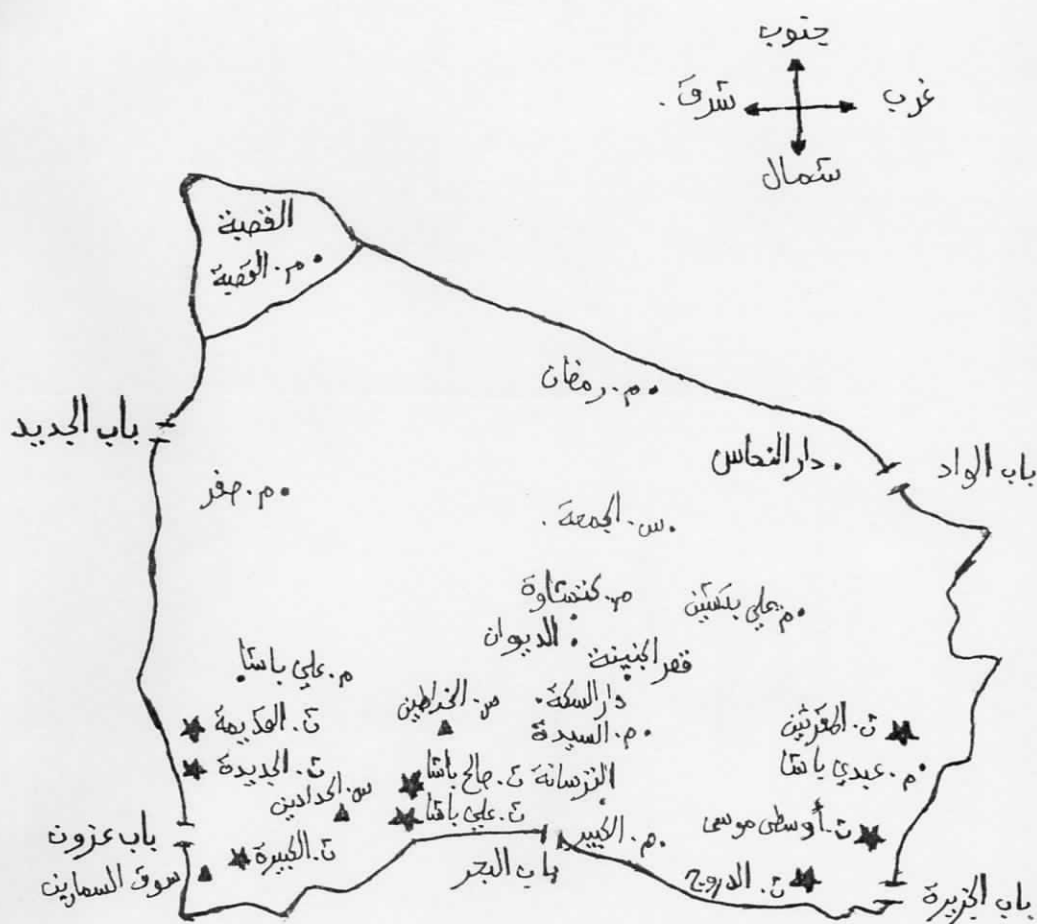 جنوب
غرب
شرق .
شمال
القصبة
م. القصبة
م. رمضان
باب الجديد
دار النحاس
باب الواد
م. صفر
س. الجمعة
م. كتشاوة
م. علي بتشين
الديوان
قصر الجنينة
م. علي باشا
س. الخراطين
دار السكة
ث. القديمة
م. السيدة
ث. المقرئين
ث. الجديدة
ث. صالح باشا
الترسانة
م. عبدي باشا
س. الحدادين
ث. علي باشا
ث. أوسطى موسى
باب عزون
م. الكبير
ث. الكبيرة
باب البحر
سوق السمارين
ث. الدروج
باب الجزيرة